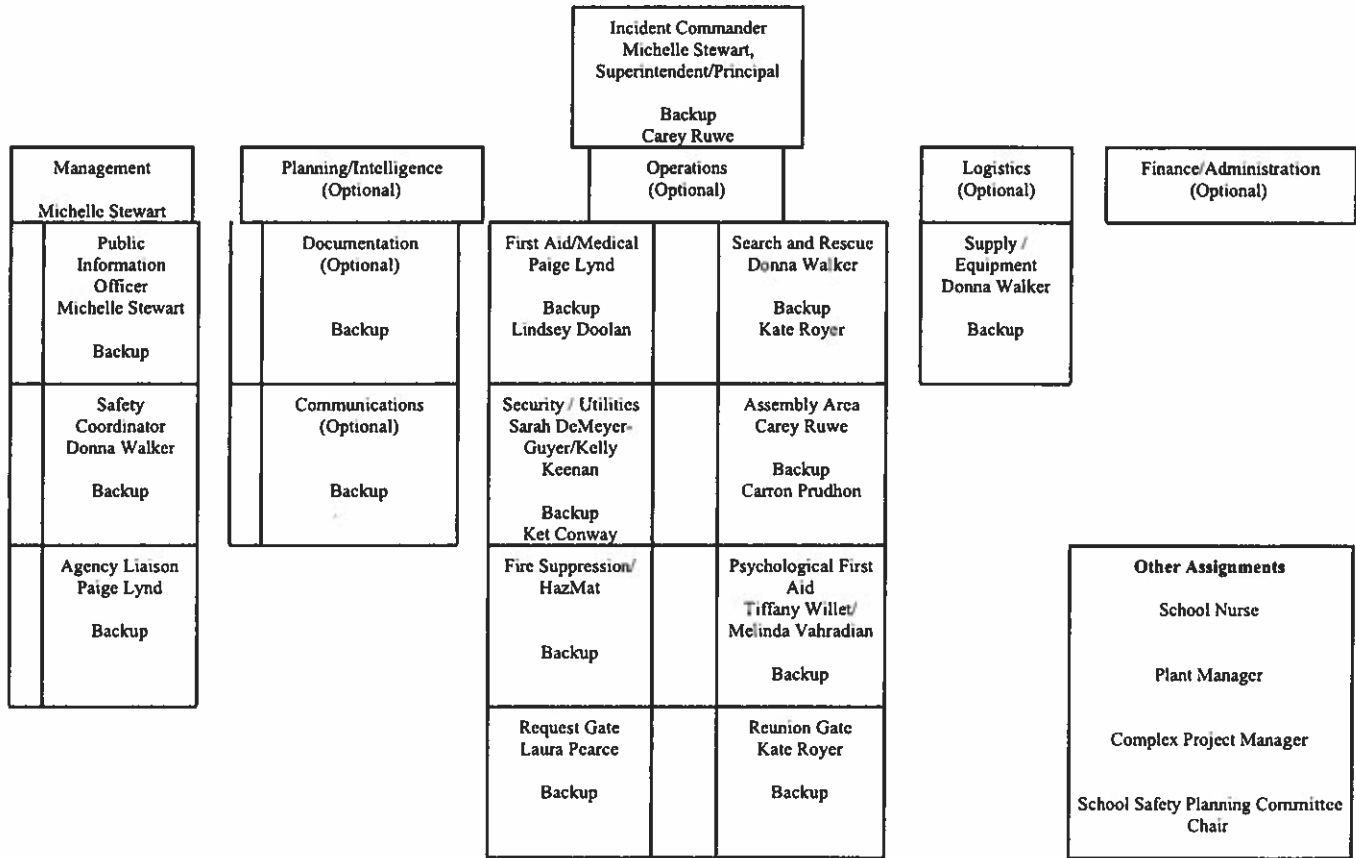 Incident Commander
Michelle Stewart,
Superintendent/Principal
Backup
Carey Ruwe
Management
Michelle Stewart
Planning/Intelligence
(Optional)
Operations
(Optional)
Logistics
(Optional)
Finance/Administration
(Optional)
Public
Information
Officer
Michelle Stewart
Backup
Documentation
(Optional)
Backup
First Aid/Medical
Paige Lynd
Backup
Lindsey Doolan
Search and Rescue
Donna Walker
Backup
Kate Royer
Supply /
Equipment
Donna Walker
Backup
Safety
Coordinator
Donna Walker
Backup
Communications
(Optional)
Backup
Security / Utilities
Sarah DeMeyer-
Guyer/Kelly
Keenan
Backup
Ket Conway
Assembly Area
Carey Ruwe
Backup
Carron Prudhon
Agency Liaison
Paige Lynd
Backup
Fire Suppression/
HazMat
Backup
Psychological First
Aid
Tiffany Willet/
Melinda Vahradian
Backup
Request Gate
Laura Pearce
Backup
Reunion Gate
Kate Royer
Backup
Other Assignments
School Nurse
Plant Manager
Complex Project Manager
School Safety Planning Committee
Chair